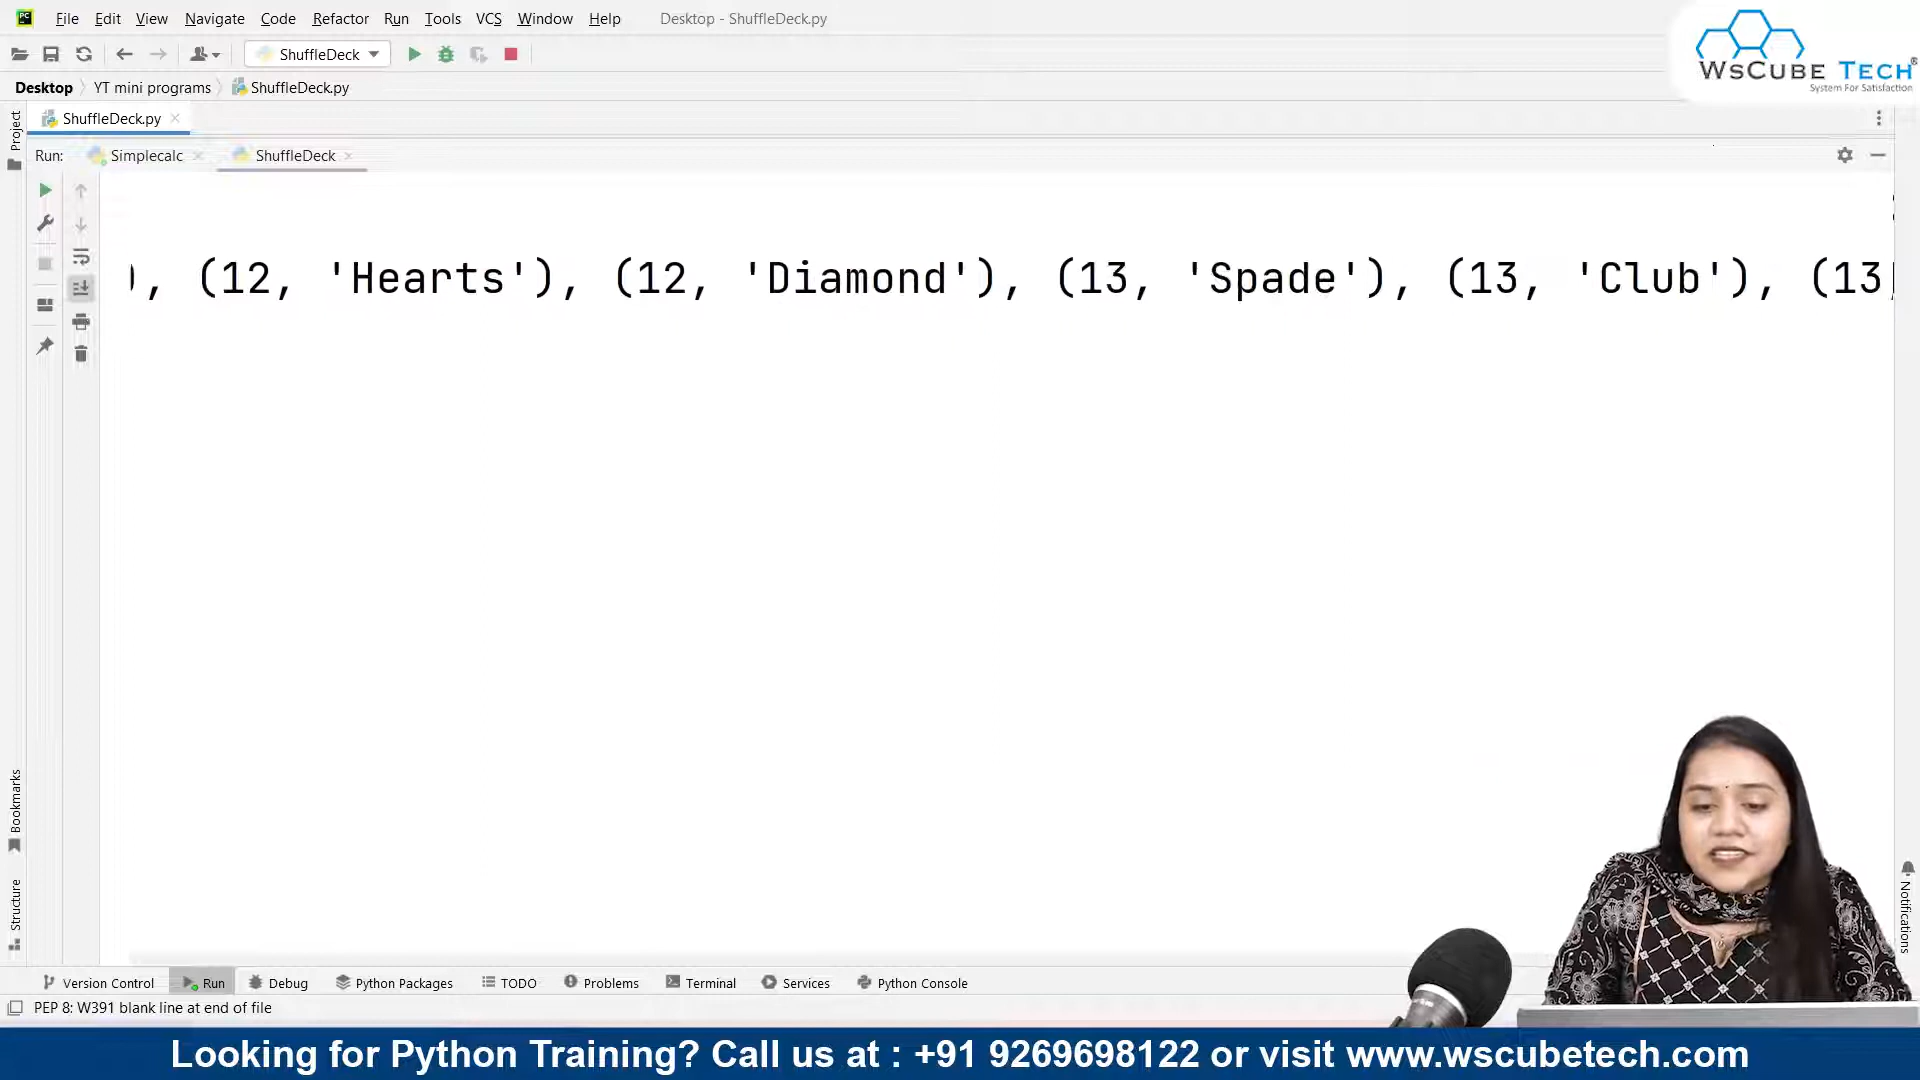 File Edit View Navigate Code Refactor Run Tools VCS Window Help Desktop - ShuffleDeck.py
ShuffleDeck
WsCube Tech®
System For Satisfaction
Desktop YT mini programs ShuffleDeck.py
ShuffleDeck.py
Project
Run: Simplecalc ShuffleDeck
), (12, 'Hearts'), (12, 'Diamond'), (13, 'Spade'), (13, 'Club'), (13,
Bookmarks
Structure
Notifications
Version Control Run Debug Python Packages TODO Problems Terminal Services Python Console
PEP 8: W391 blank line at end of file
Looking for Python Training? Call us at : +91 9269698122 or visit www.wscubetech.com